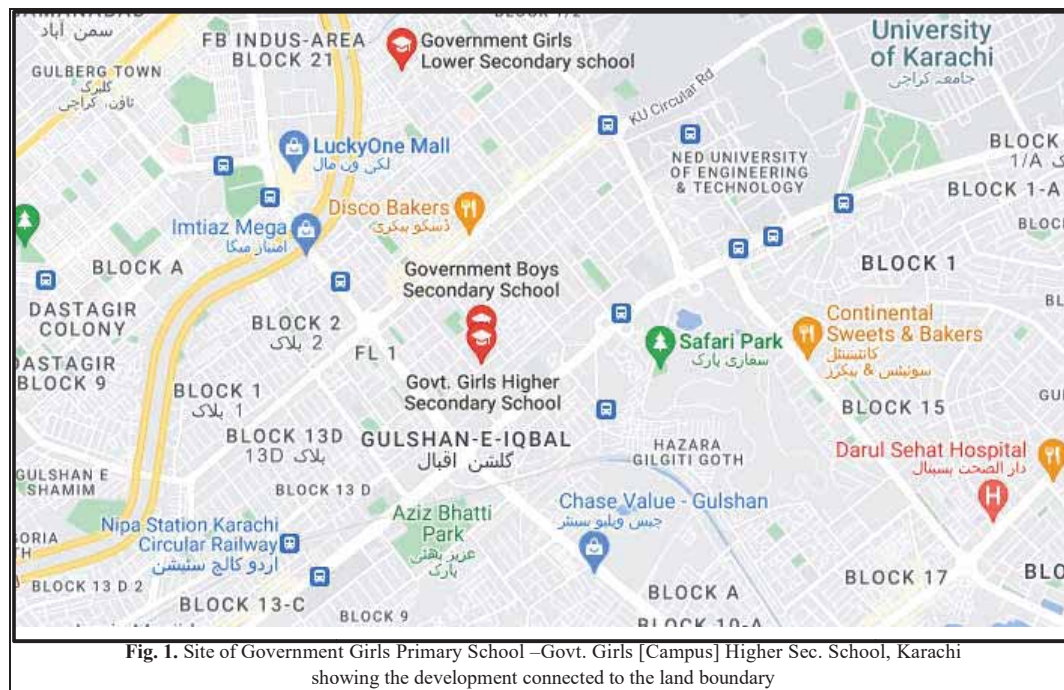 سمن آباد
FB INDUS-AREA
BLOCK 21
GULBERG TOWN
گلبرگ
ٹاؤن، کراچی
Government Girls
Lower Secondary school
University
of Karachi
جامعہ کراچی
KU Circular Rd
LuckyOne Mall
لکی ون مال
NED UNIVERSITY
OF ENGINEERING
& TECHNOLOGY
BLOCK
1/A
BLOCK 1-A
Disco Bakers
ڈسکو بیکری
Imtiaz Mega
امتیاز میگا
BLOCK A
Government Boys
Secondary School
BLOCK 1
DASTAGIR
COLONY
BLOCK 2
بلاک 2
FL 1
Continental
Sweets & Bakers
کانٹیننٹل
سوئیٹس & بیکرز
Safari Park
سفاری پارک
DASTAGIR
BLOCK 9
BLOCK 1
بلاک 1
Govt. Girls Higher
Secondary School
BLOCK 15
BLOCK 13D
بلاک 13D
GULSHAN-E-IQBAL
گلشن اقبال
HAZARA
GILGITI GOTH
Darul Sehat Hospital
دار الصحت ہسپتال
GULSHAN E
SHAMIM
BLOCK 13 D
Chase Value - Gulshan
چیس ویلیو سینٹر
Aziz Bhatti
Park
عزیز بھٹی
پارک
Nipa Station Karachi
Circular Railway
اردو کالج سٹیشن
BLOCK 13 D 2
BLOCK 17
BLOCK A
BLOCK 13-C
BLOCK 9
BLOCK 10-A
Fig. 1. Site of Government Girls Primary School –Govt. Girls [Campus] Higher Sec. School, Karachi
showing the development connected to the land boundary